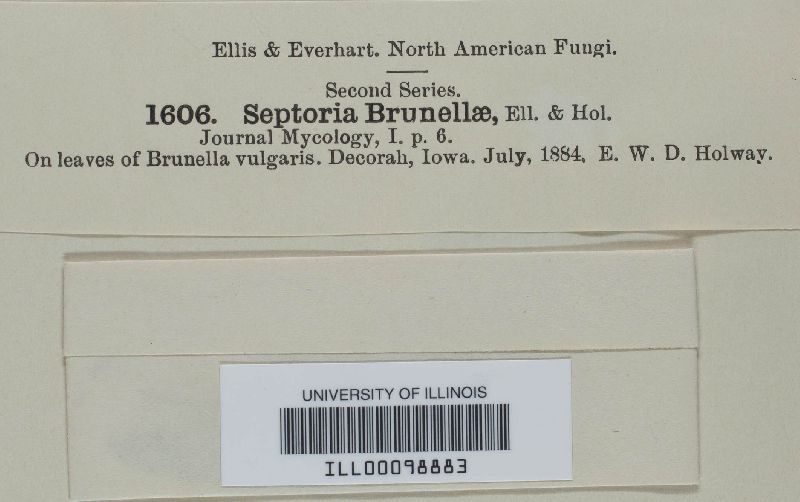 Ellis & Everhart. North American Fungi.
Second Series.
1606. Septoria Brunellæ, Ell. & Hol.
Journal Mycology, I. p. 6.
On leaves of Brunella vulgaris. Decorah, Iowa. July, 1884, E. W. D. Holway.
UNIVERSITY OF ILLINOIS
ILL00098883